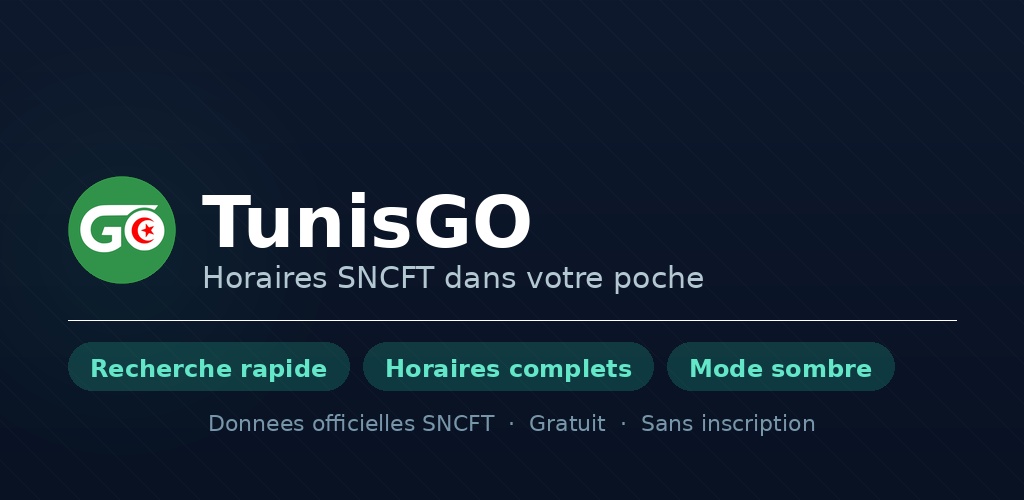 GO
TunisGO
Horaires SNCFT dans votre poche
Recherche rapide
Horaires complets
Mode sombre
Donnees officielles SNCFT · Gratuit · Sans inscription